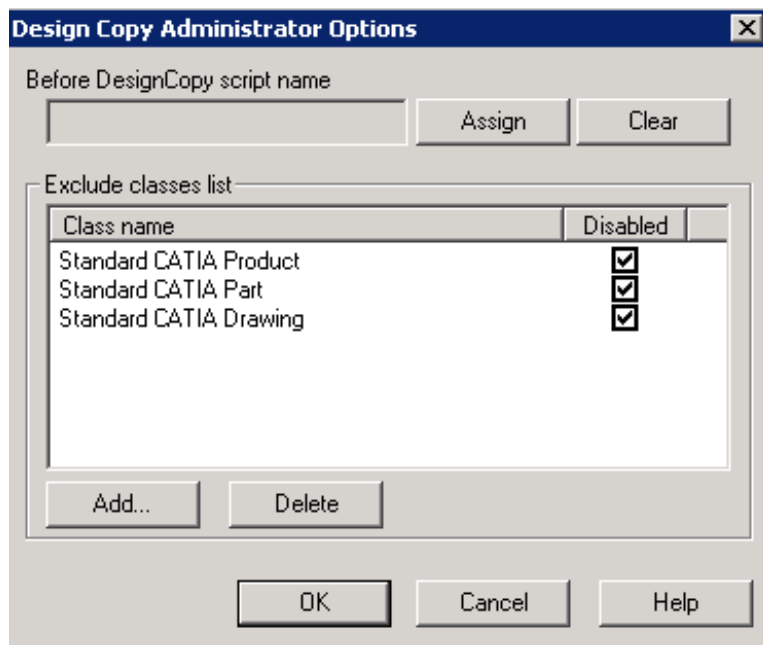 Design Copy Administrator Options
Before DesignCopy script name
Assign Clear
Exclude classes list
Class name Disabled
Standard CATIA Product
Standard CATIA Part
Standard CATIA Drawing
Add... Delete
OK Cancel Help